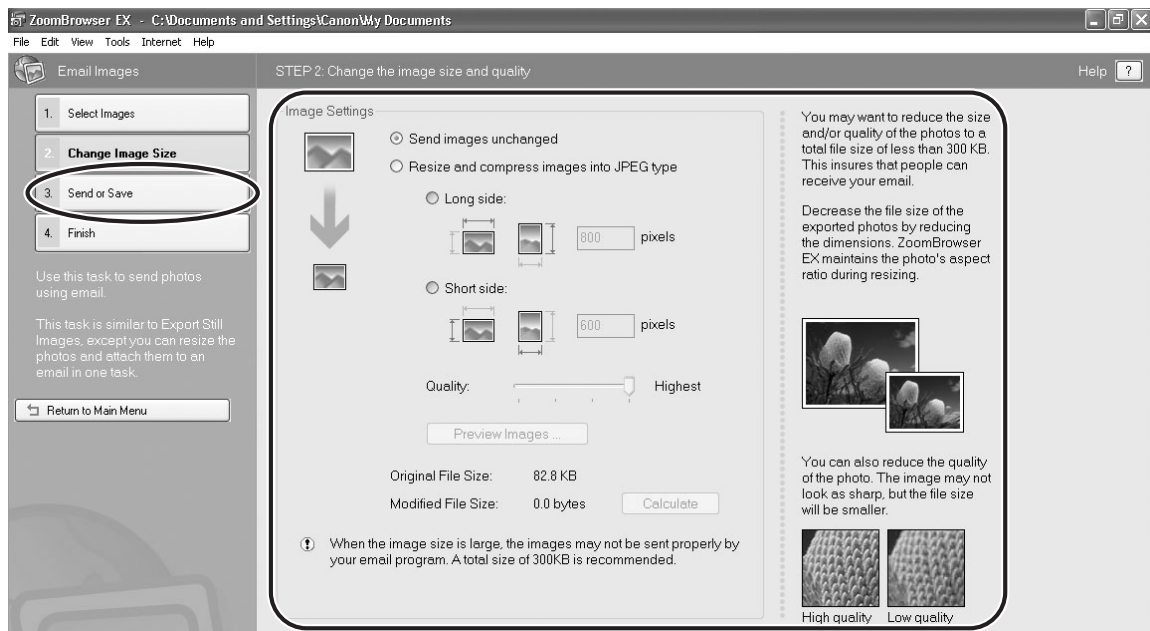 ZoomBrowser EX - C:\Documents and Settings\Canon\My Documents
File Edit View Tools Internet Help
Email Images
STEP 2: Change the image size and quality
Help ?
1. Select Images
2. Change Image Size
3. Send or Save
4. Finish
Use this task to send photos
using email.
This task is similar to Export Still
Images, except you can resize the
photos and attach them to an
email in one task.
Return to Main Menu
Image Settings
Send images unchanged
Resize and compress images into JPEG type
Long side:
800 pixels
Short side:
600 pixels
Quality: Highest
Preview Images ...
Original File Size: 82.8 KB
Modified File Size: 0.0 bytes Calculate
When the image size is large, the images may not be sent properly by
your email program. A total size of 300KB is recommended.
You may want to reduce the size
and/or quality of the photos to a
total file size of less than 300 KB.
This insures that people can
receive your email.
Decrease the file size of the
exported photos by reducing
the dimensions. ZoomBrowser
EX maintains the photo's aspect
ratio during resizing.
You can also reduce the quality
of the photo. The image may not
look as sharp, but the file size
will be smaller.
High quality Low quality